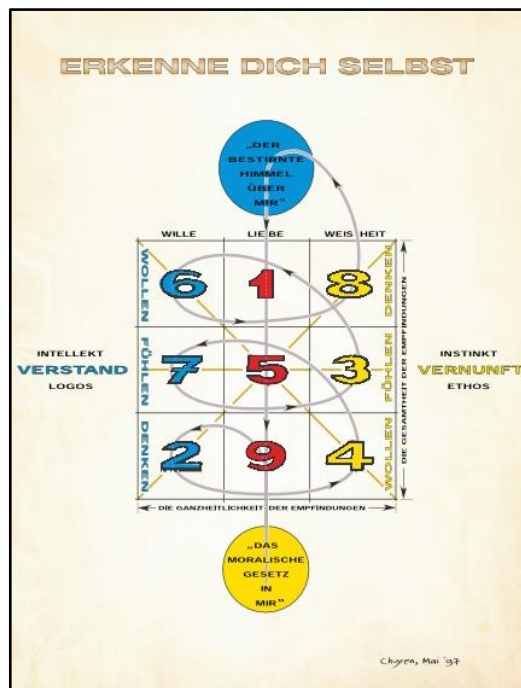 ERKENNE DICH SELBST
„DER
BESTIRNTE
HIMMEL
ÜBER
MIR"
WILLE LIEBE WEISHEIT
WOLLEN 6 1 8 DENKEN
INTELLEKT
VERSTAND
LOGOS
FÜHLEN 7 5 3 FÜHLEN
INSTINKT
VERNUNFT
ETHOS
DENKEN 2 9 4 WOLLEN
DIE GESAMTHEIT DER EMPFINDUNGEN
DIE GANZHEITLICHKEIT DER EMPFINDUNGEN
„DAS
MORALISCHE
GESETZ
IN
MIR"
Chyren, Mai '97